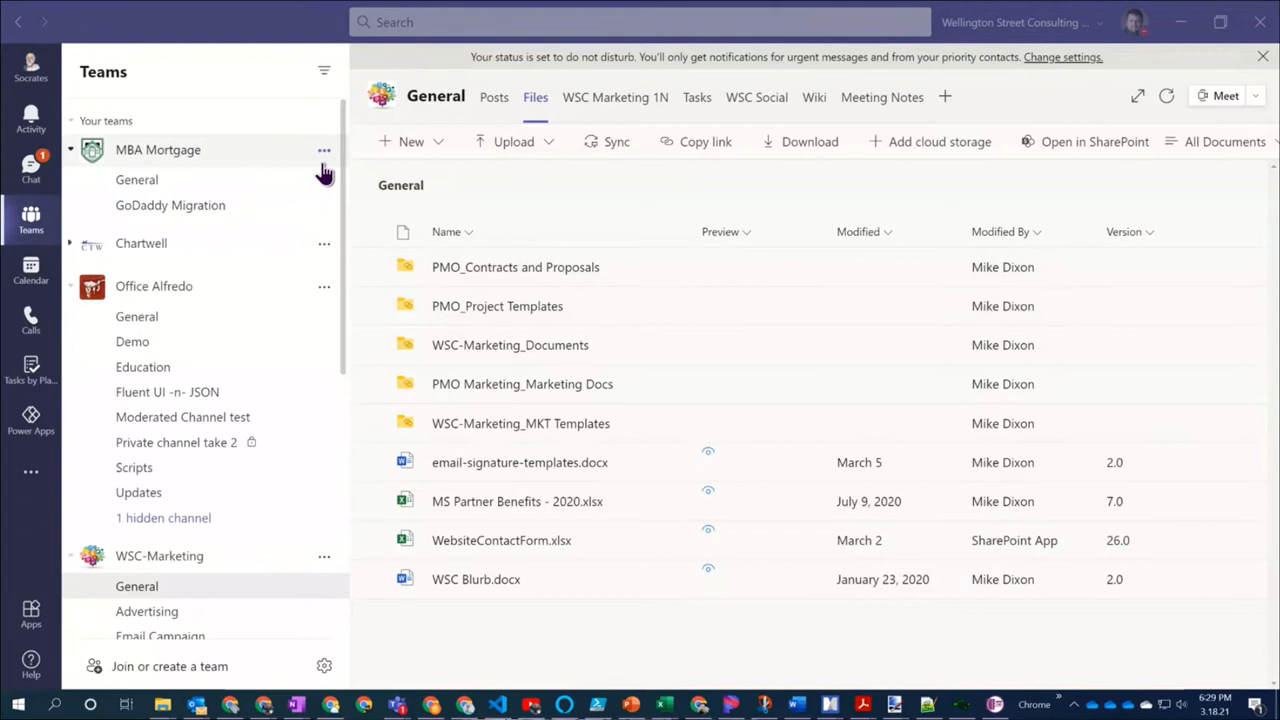 Search
Wellington Street Consulting ...
Socrates
Activity
Chat
1
Teams
Calendar
Calls
Tasks by Pla...
Power Apps
Apps
Help
Teams
Your teams
MBA Mortgage
General
GoDaddy Migration
CTW
Chartwell
Office Alfredo
General
Demo
Education
Fluent UI -n- JSON
Moderated Channel test
Private channel take 2
Scripts
Updates
1 hidden channel
WSC-Marketing
General
Advertising
Email Campaign
Join or create a team
Your status is set to do not disturb. You'll only get notifications for urgent messages and from your priority contacts. Change settings.
General Posts Files WSC Marketing 1N Tasks WSC Social Wiki Meeting Notes Meet
New Upload Sync Copy link Download Add cloud storage Open in SharePoint All Documents
General
Name Preview Modified Modified By Version
PMO_Contracts and Proposals Mike Dixon
PMO_Project Templates Mike Dixon
WSC-Marketing_Documents Mike Dixon
PMO Marketing_Marketing Docs Mike Dixon
WSC-Marketing_MKT Templates Mike Dixon
email-signature-templates.docx March 5 Mike Dixon 2.0
MS Partner Benefits - 2020.xlsx July 9, 2020 Mike Dixon 7.0
WebsiteContactForm.xlsx March 2 SharePoint App 26.0
WSC Blurb.docx January 23, 2020 Mike Dixon 2.0
Chrome
6:29 PM
3.18.21